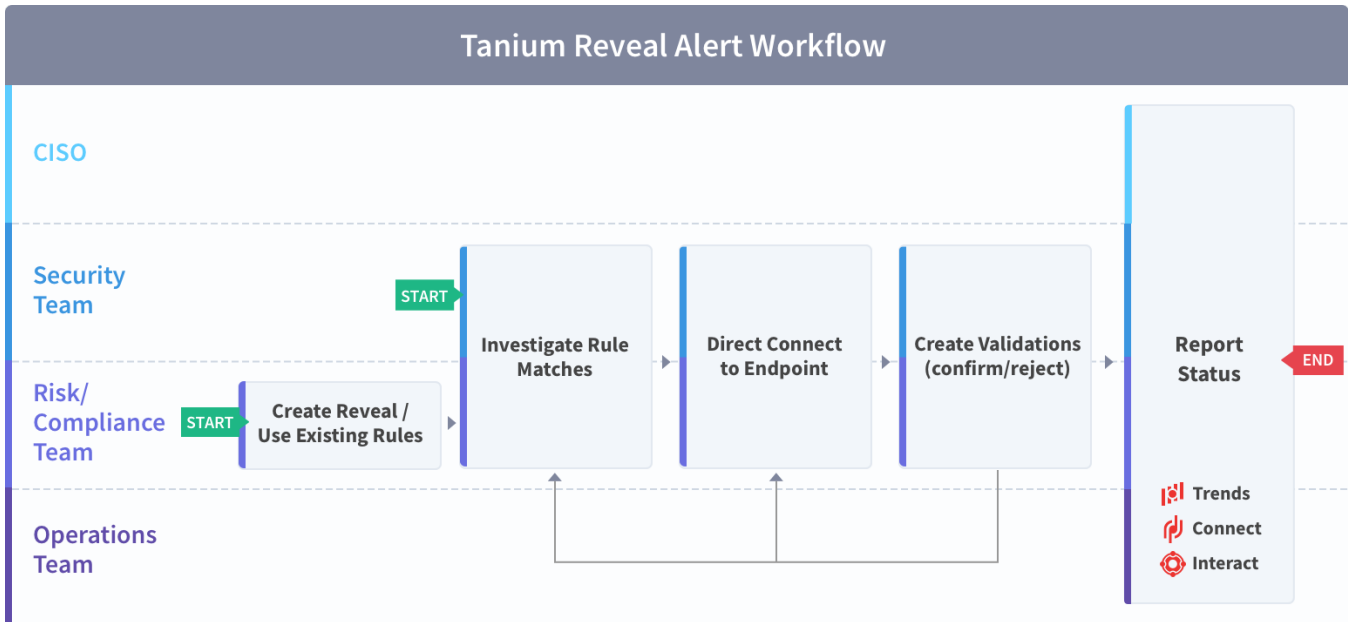 Tanium Reveal Alert Workflow
CISO
Security
Team
START
Investigate Rule
Matches
Direct Connect
to Endpoint
Create Validations
(confirm/reject)
Report
Status
END
Risk/
Compliance
Team
START
Create Reveal /
Use Existing Rules
Operations
Team
Trends
Connect
Interact